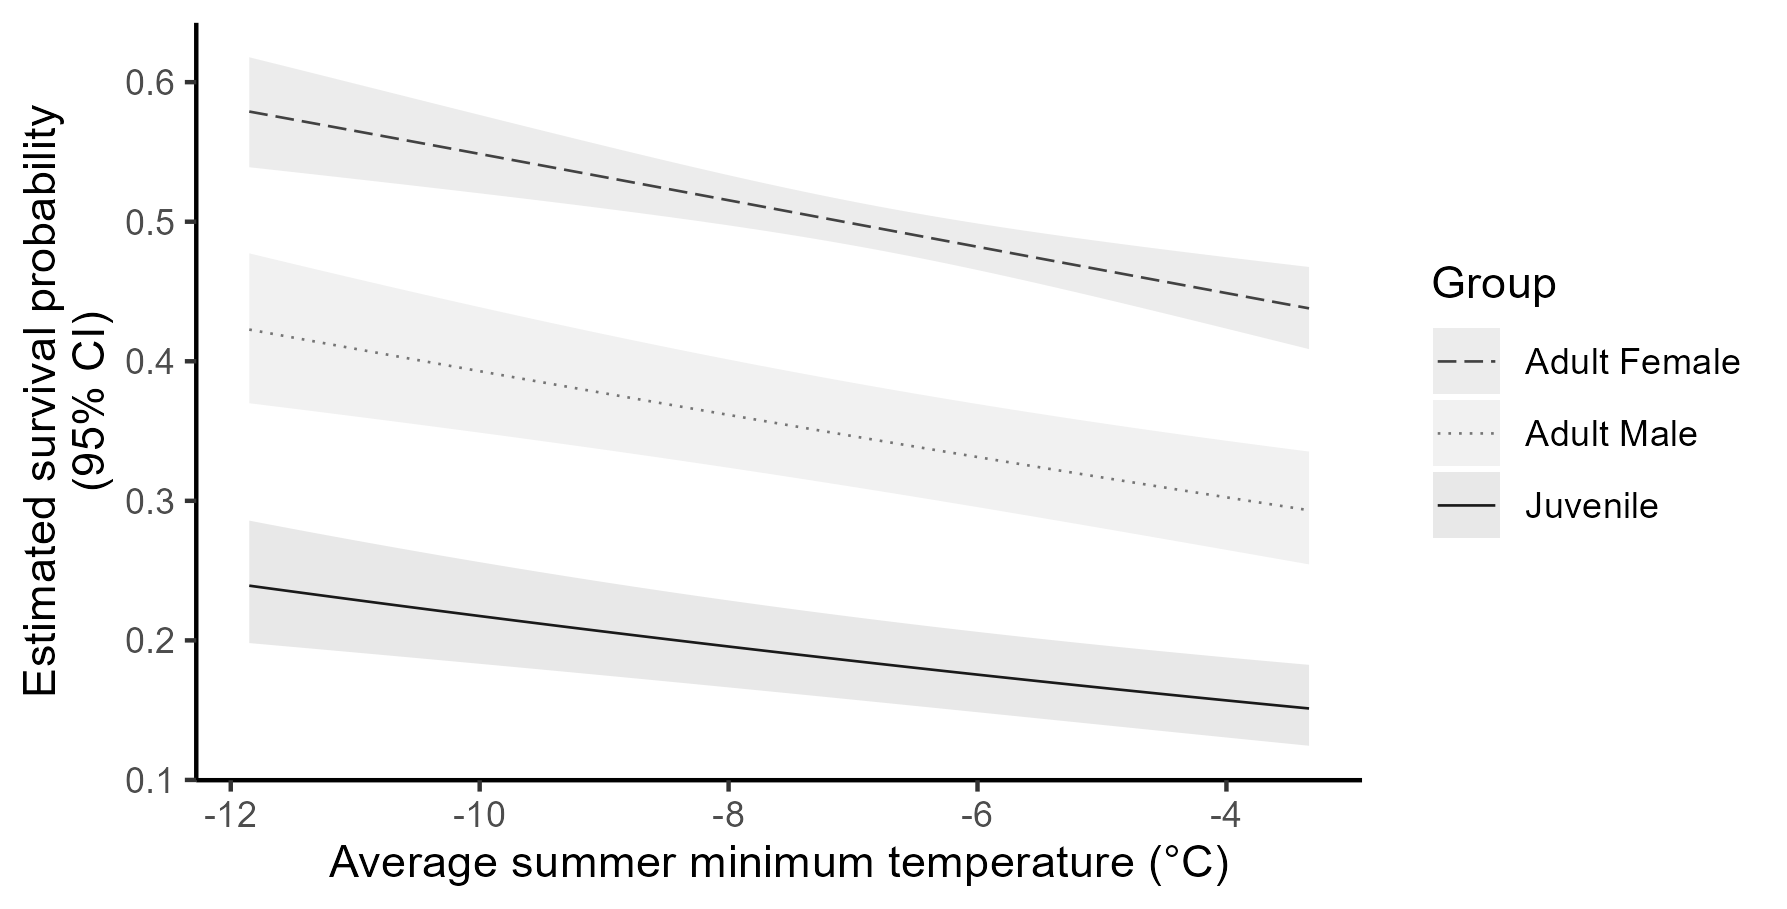 Estimated survival probability
(95% CI)
0.6
0.5
0.4
0.3
0.2
0.1
-12
-10
-8
-6
-4
Average summer minimum temperature (°C)
Group
Adult Female
Adult Male
Juvenile